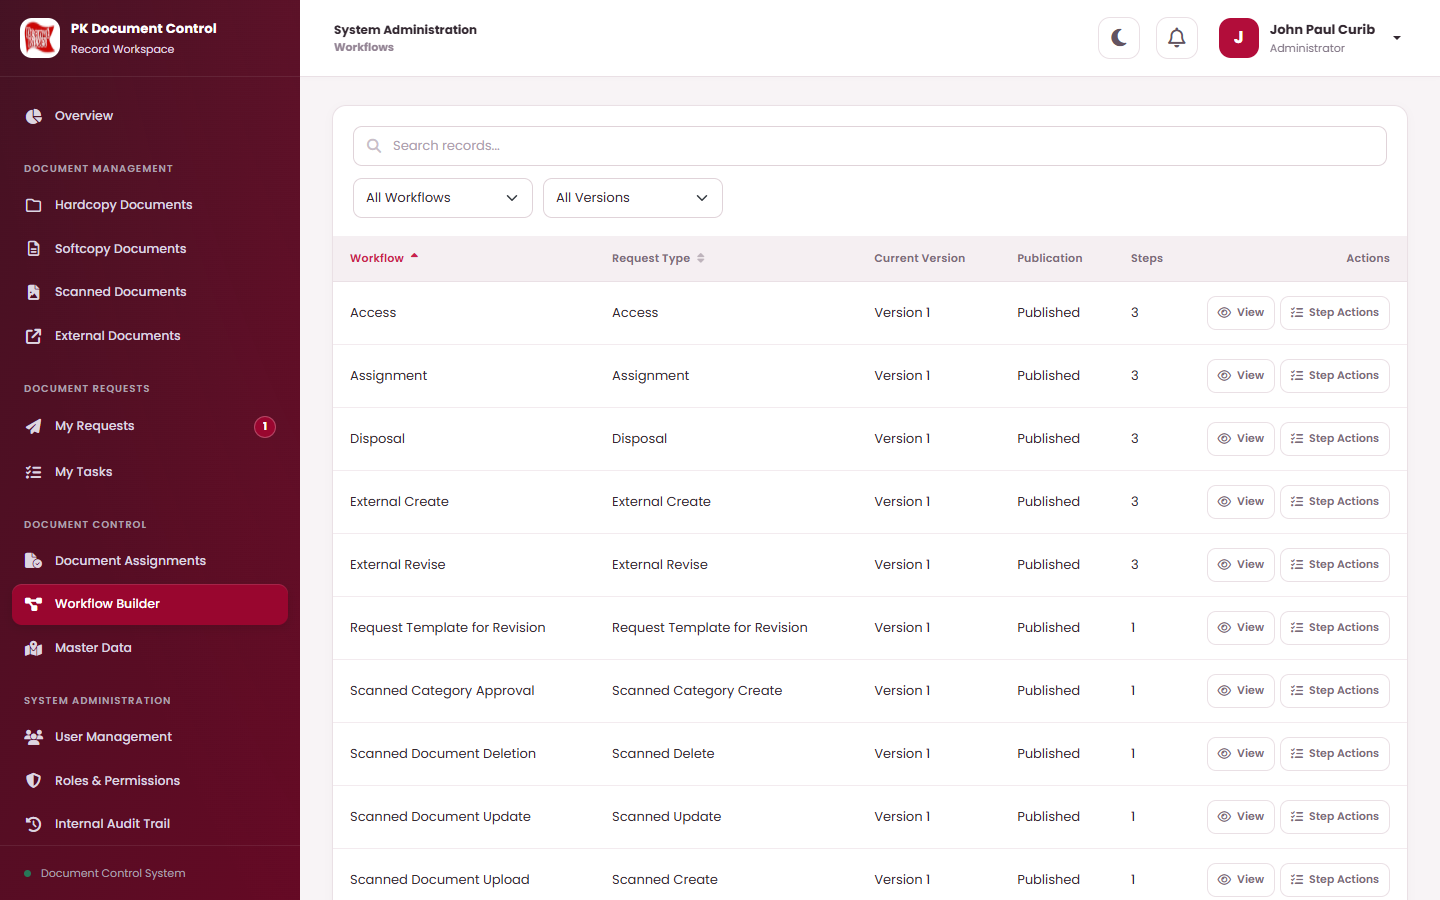 PK Document Control
Record Workspace
Overview
DOCUMENT MANAGEMENT
Hardcopy Documents
Softcopy Documents
Scanned Documents
External Documents
DOCUMENT REQUESTS
My Requests 1
My Tasks
DOCUMENT CONTROL
Document Assignments
Workflow Builder
Master Data
SYSTEM ADMINISTRATION
User Management
Roles & Permissions
Internal Audit Trail
Document Control System
System Administration
Workflows
J
John Paul Curib
Administrator
Search records...
All Workflows All Versions
Workflow Request Type Current Version Publication Steps Actions
Access Access Version 1 Published 3 View Step Actions
Assignment Assignment Version 1 Published 3 View Step Actions
Disposal Disposal Version 1 Published 3 View Step Actions
External Create External Create Version 1 Published 3 View Step Actions
External Revise External Revise Version 1 Published 3 View Step Actions
Request Template for Revision Request Template for Revision Version 1 Published 1 View Step Actions
Scanned Category Approval Scanned Category Create Version 1 Published 1 View Step Actions
Scanned Document Deletion Scanned Delete Version 1 Published 1 View Step Actions
Scanned Document Update Scanned Update Version 1 Published 1 View Step Actions
Scanned Document Upload Scanned Create Version 1 Published 1 View Step Actions